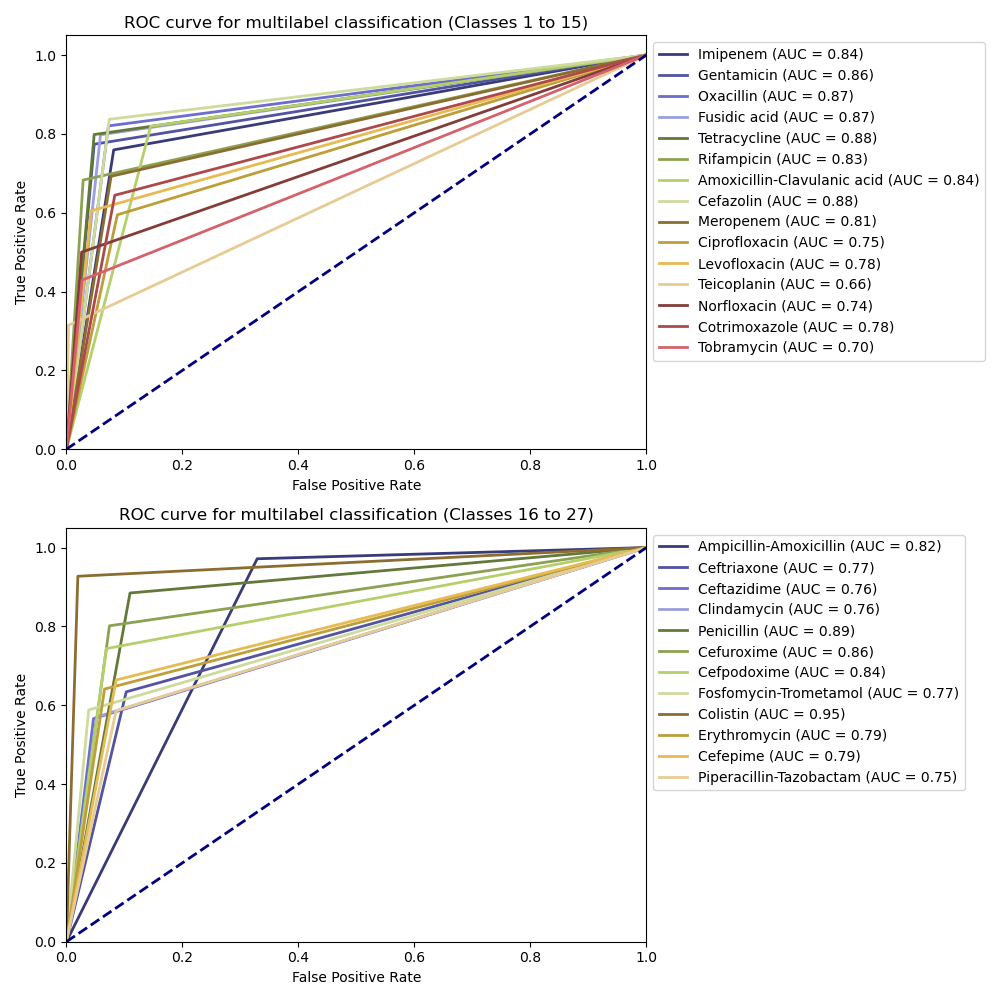 ROC curve for multilabel classification (Classes 1 to 15)
1.0
0.8
0.6
0.4
0.2
0.0
True Positive Rate
0.0 0.2 0.4 0.6 0.8 1.0
False Positive Rate
Imipenem (AUC = 0.84)
Gentamicin (AUC = 0.86)
Oxacillin (AUC = 0.87)
Fusidic acid (AUC = 0.87)
Tetracycline (AUC = 0.88)
Rifampicin (AUC = 0.83)
Amoxicillin-Clavulanic acid (AUC = 0.84)
Cefazolin (AUC = 0.88)
Meropenem (AUC = 0.81)
Ciprofloxacin (AUC = 0.75)
Levofloxacin (AUC = 0.78)
Teicoplanin (AUC = 0.66)
Norfloxacin (AUC = 0.74)
Cotrimoxazole (AUC = 0.78)
Tobramycin (AUC = 0.70)
ROC curve for multilabel classification (Classes 16 to 27)
1.0
0.8
0.6
0.4
0.2
0.0
True Positive Rate
0.0 0.2 0.4 0.6 0.8 1.0
False Positive Rate
Ampicillin-Amoxicillin (AUC = 0.82)
Ceftriaxone (AUC = 0.77)
Ceftazidime (AUC = 0.76)
Clindamycin (AUC = 0.76)
Penicillin (AUC = 0.89)
Cefuroxime (AUC = 0.86)
Cefpodoxime (AUC = 0.84)
Fosfomycin-Trometamol (AUC = 0.77)
Colistin (AUC = 0.95)
Erythromycin (AUC = 0.79)
Cefepime (AUC = 0.79)
Piperacillin-Tazobactam (AUC = 0.75)